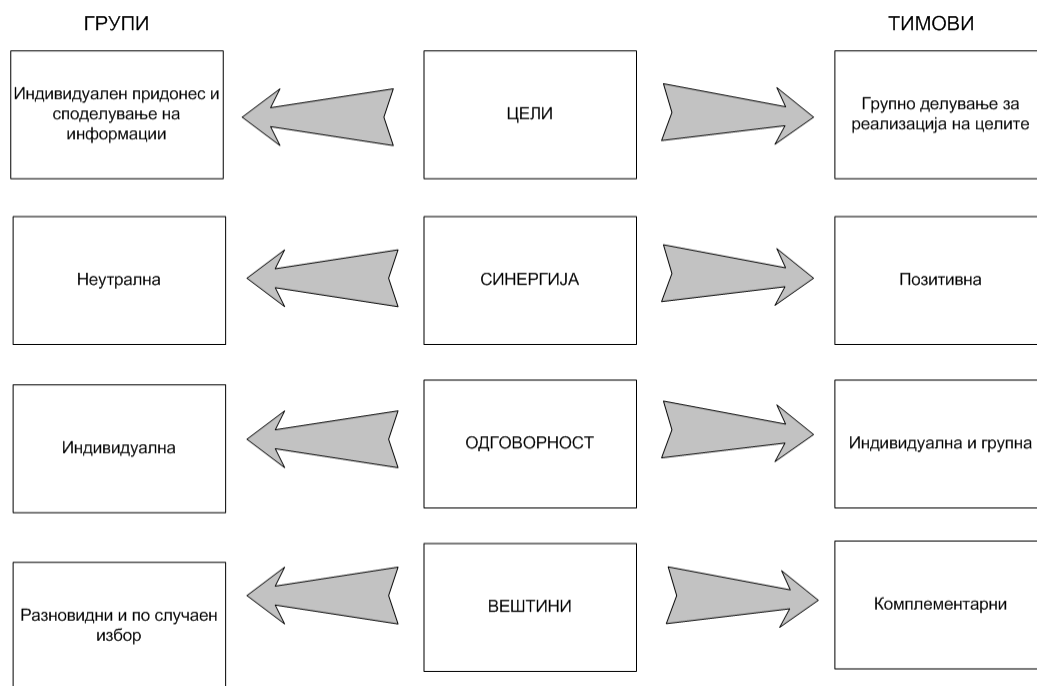 ГРУПИ
ТИМОВИ
Индивидуален придонес и
споделување на
информации
ЦЕЛИ
Групно делување за
реализација на целите
Неутрална
СИНЕРГИЈА
Позитивна
Индивидуална
ОДГОВОРНОСТ
Индивидуална и групна
Разновидни и по случаен
избор
ВЕШТИНИ
Комплементарни